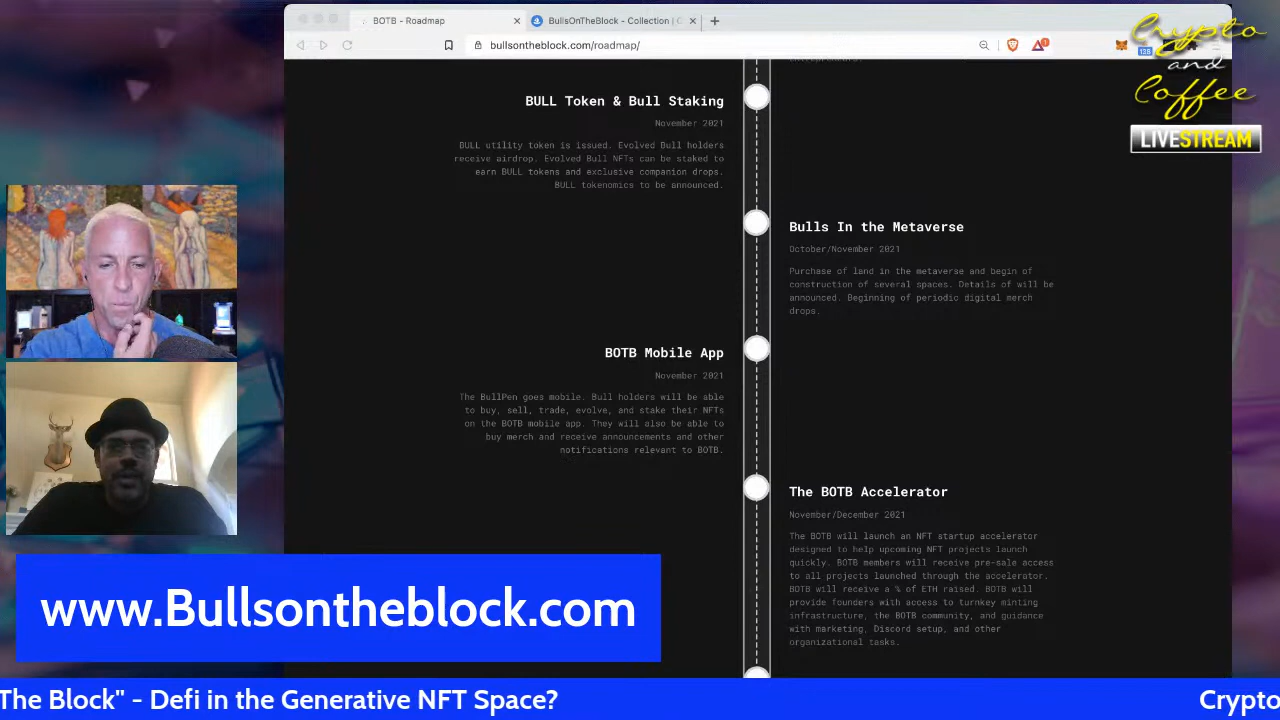 BOTB - Roadmap
BullsOnTheBlock - Collection | O
bullsontheblock.com/roadmap/
Crypto
and
Coffee
LIVESTREAM
entrepreneurs.
BULL Token & Bull Staking
November 2021
BULL utility token is issued. Evolved Bull holders
receive airdrop. Evolved Bull NFTs can be staked to
earn BULL tokens and exclusive companion drops.
BULL tokenomics to be announced.
Bulls In the Metaverse
October/November 2021
Purchase of land in the metaverse and begin of
construction of several spaces. Details of will be
announced. Beginning of periodic digital merch
drops.
BOTB Mobile App
November 2021
The BullPen goes mobile. Bull holders will be able
to buy, sell, trade, evolve, and stake their NFTs
on the BOTB mobile app. They will also be able to
buy merch and receive announcements and other
notifications relevant to BOTB.
The BOTB Accelerator
November/December 2021
The BOTB will launch an NFT startup accelerator
designed to help upcoming NFT projects launch
quickly. BOTB members will receive pre-sale access
to all projects launched through the accelerator.
BOTB will receive a % of ETH raised. BOTB will
provide founders with access to turnkey minting
infrastructure, the BOTB community, and guidance
with marketing, Discord setup, and other
organizational tasks.
www.Bullsontheblock.com
The Block" - Defi in the Generative NFT Space?
Crypto